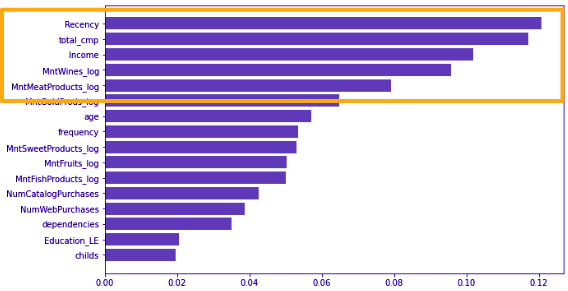 Recency
total_cmp
Income
MntWines_log
MntMeatProducts_log
MntGoldProds_log
age
frequency
MntSweetProducts_log
MntFruits_log
MntFishProducts_log
NumCatalogPurchases
NumWebPurchases
dependencies
Education_LE
childs
0.00 0.02 0.04 0.06 0.08 0.10 0.12